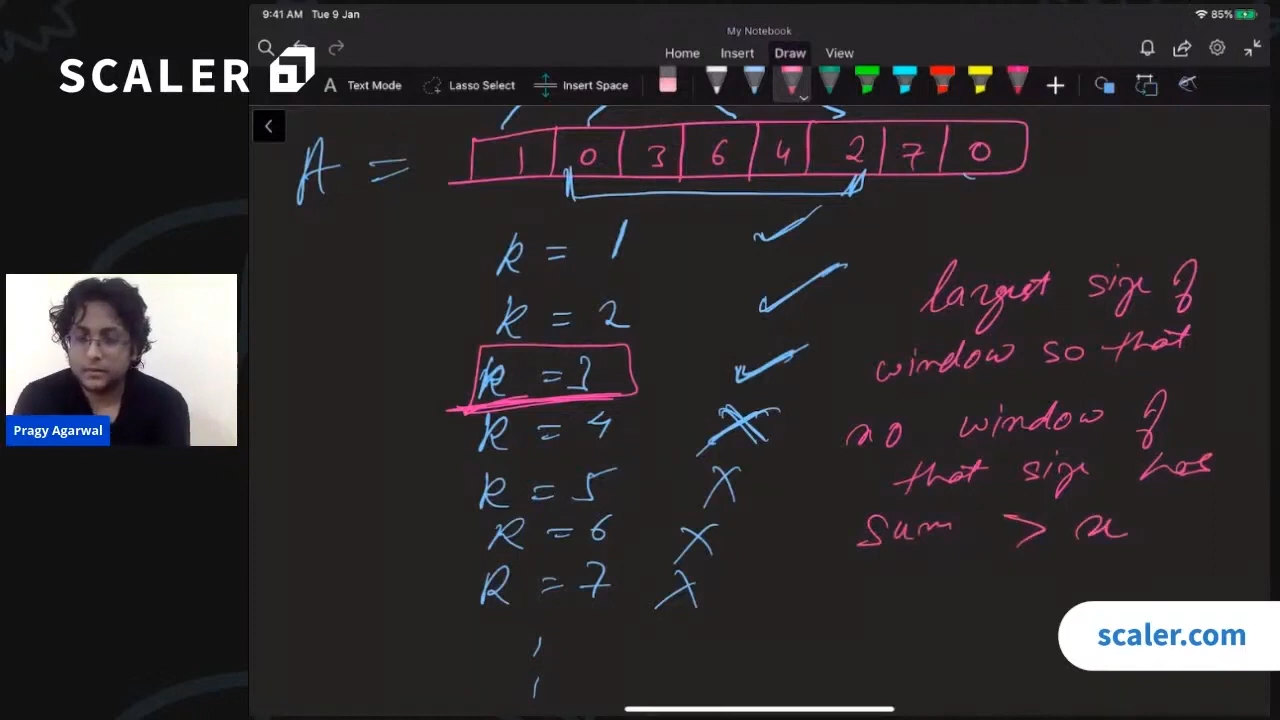 9:41 AM Tue 9 Jan
85%
My Notebook
Home Insert Draw View
SCALER
Text Mode Lasso Select Insert Space
A = 1 0 3 6 4 2 7 0
k = 1
k = 2
k = 3
k = 4
k = 5
k = 6
k = 7
largest size of
window so that
no window of
that size has
sum > x
Pragy Agarwal
scaler.com